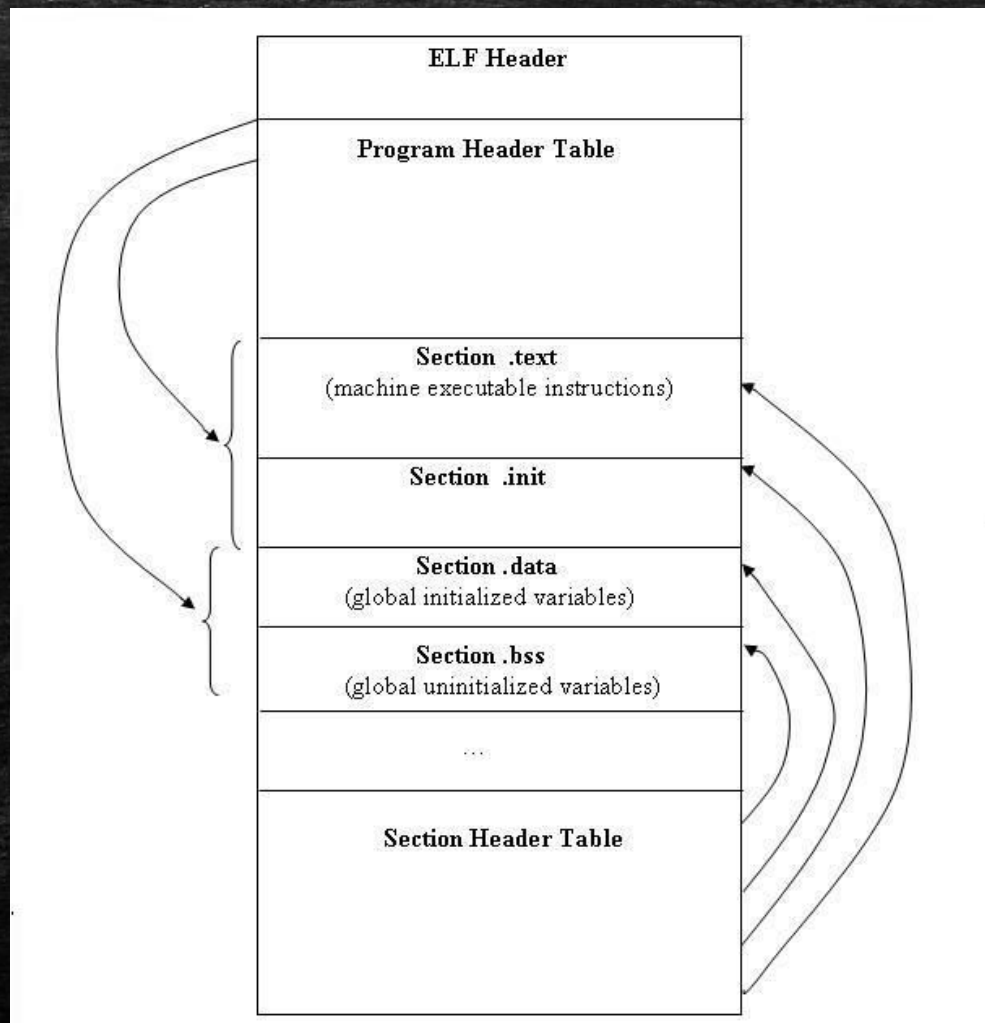 ELF Header
Program Header Table
Section .text
(machine executable instructions)
Section .init
Section .data
(global initialized variables)
Section .bss
(global uninitialized variables)
...
Section Header Table